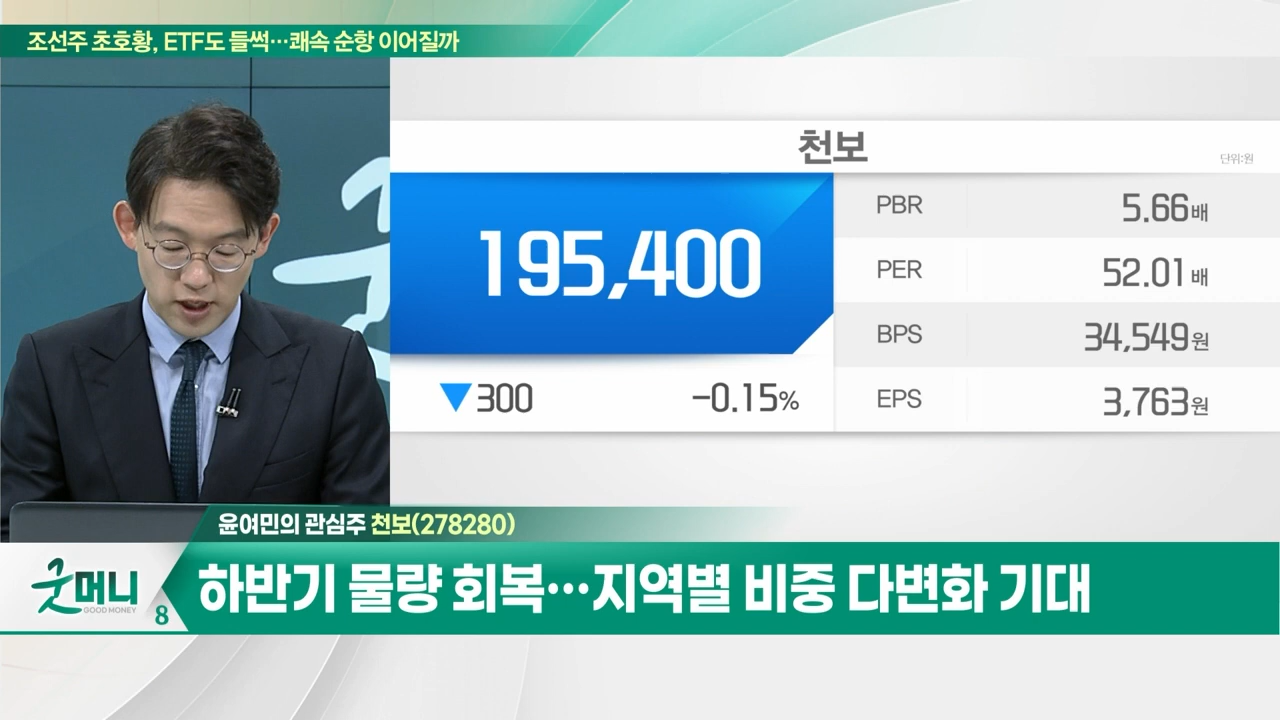 조선주 초호황, ETF도 들썩…쾌속 순항 이어질까
천보
단위:원
195,400
▼300 -0.15%
PBR 5.66배
PER 52.01배
BPS 34,549원
EPS 3,763원
윤여민의 관심주 천보(278280)
굿머니
GOOD MONEY
8
하반기 물량 회복…지역별 비중 다변화 기대